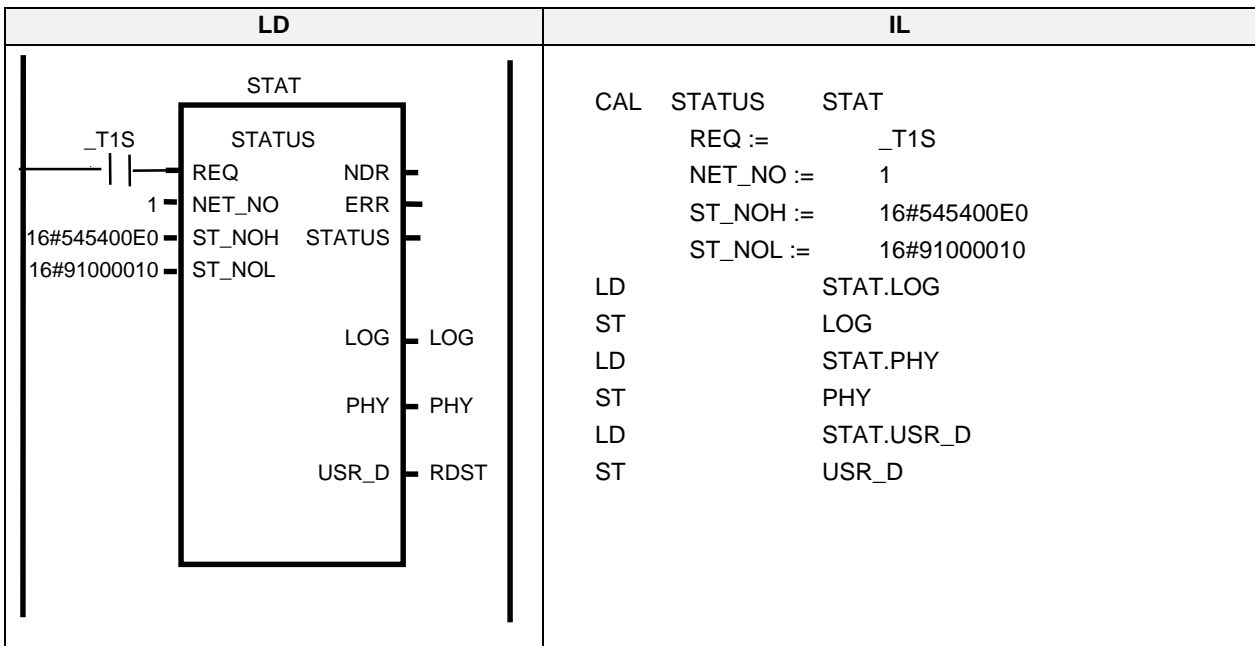 LD
IL
STAT
STATUS
_T1S
REQ NDR
1 NET_NO ERR
16#545400E0 ST_NOH STATUS
16#91000010 ST_NOL
LOG LOG
PHY PHY
USR_D RDST
CAL STATUS STAT
REQ := _T1S
NET_NO := 1
ST_NOH := 16#545400E0
ST_NOL := 16#91000010
LD STAT.LOG
ST LOG
LD STAT.PHY
ST PHY
LD STAT.USR_D
ST USR_D